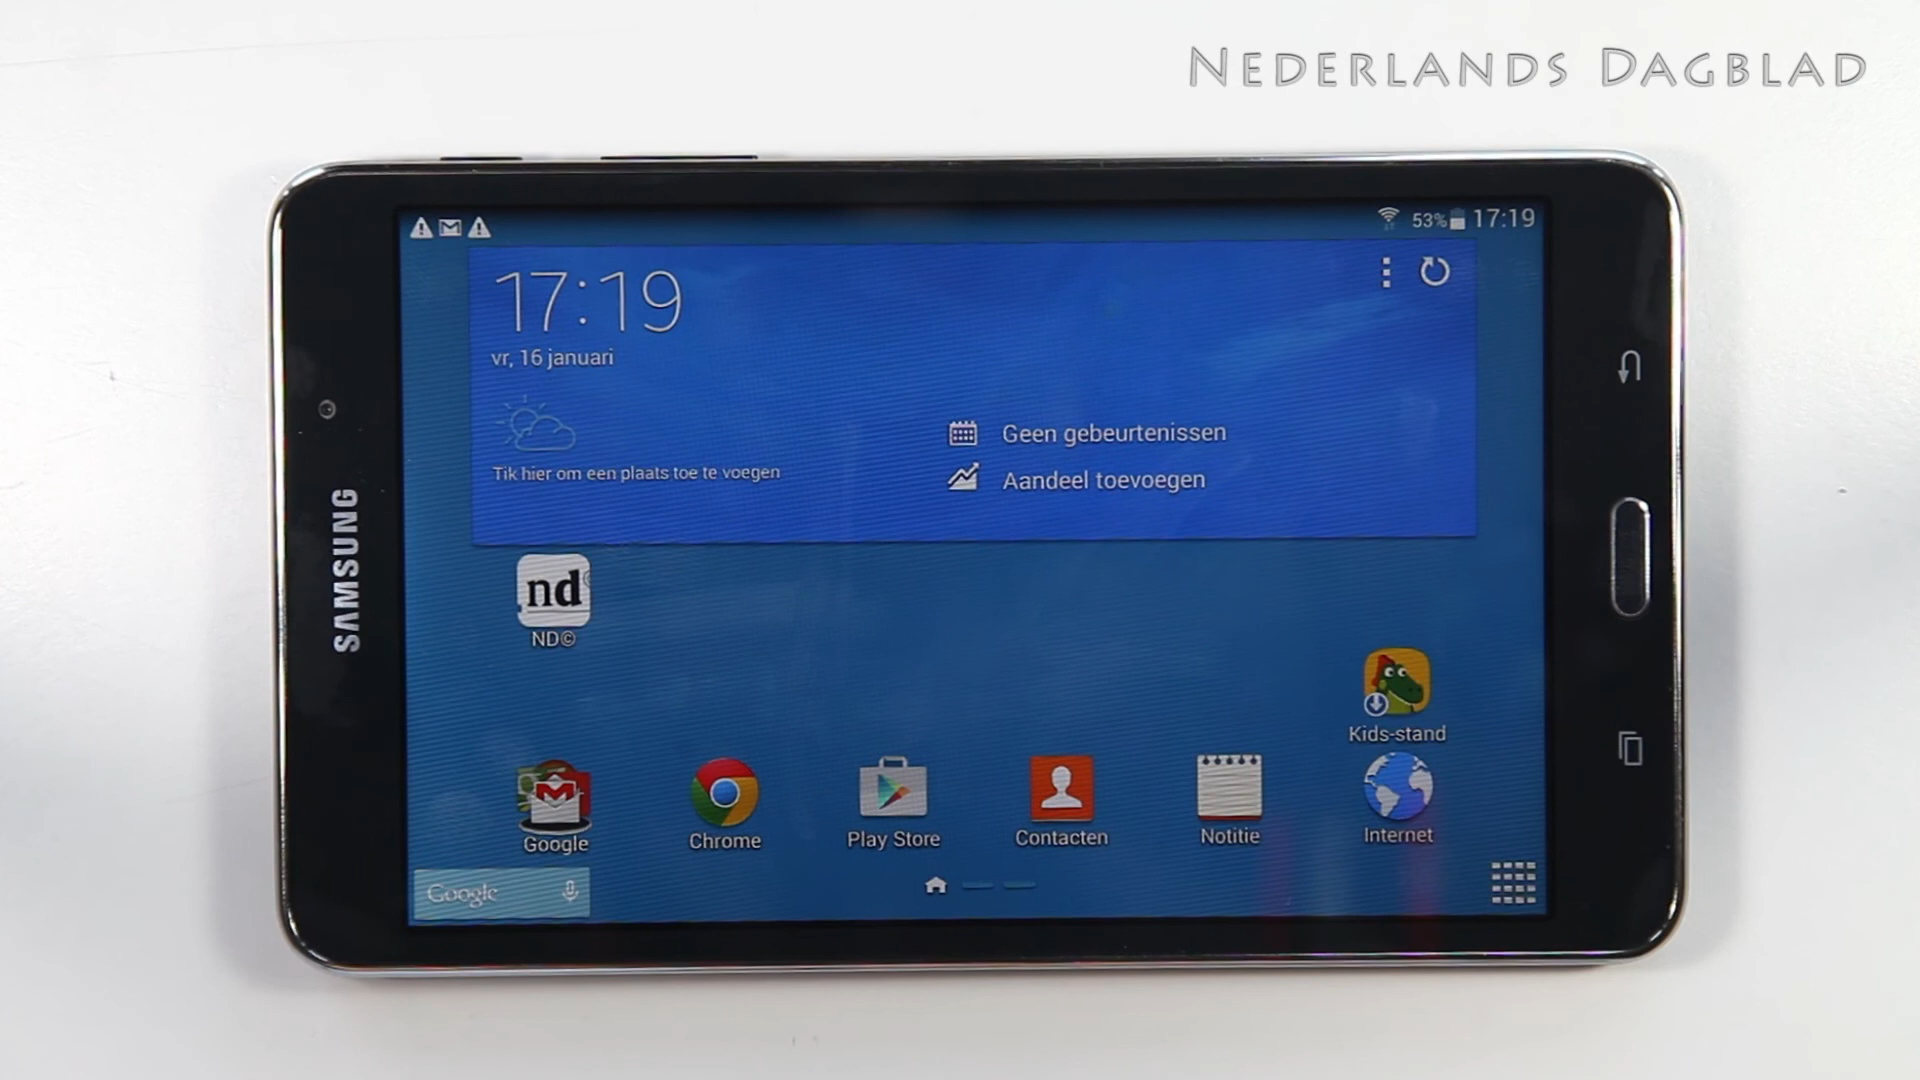 NEDERLANDS DAGBLAD
53% 17:19
17:19
vr, 16 januari
Tik hier om een plaats toe te voegen
Geen gebeurtenissen
Aandeel toevoegen
SAMSUNG
nd
ND©
Kids-stand
Google
Chrome
Play Store
Contacten
Notitie
Internet
Google